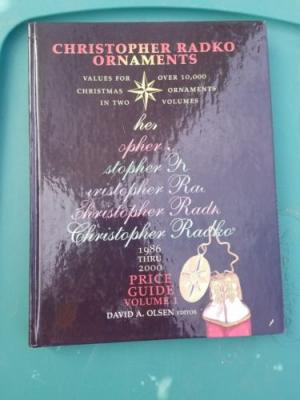 CHRISTOPHER RADKO
ORNAMENTS
VALUES FOR OVER 10,000
CHRISTMAS ORNAMENTS
IN TWO VOLUMES
her
opher
stopher R
ristopher Ra
Christopher Radk
Christopher Radko
1986
THRU
2000
PRICE
GUIDE
VOLUME 1
DAVID A. OLSEN EDITOR